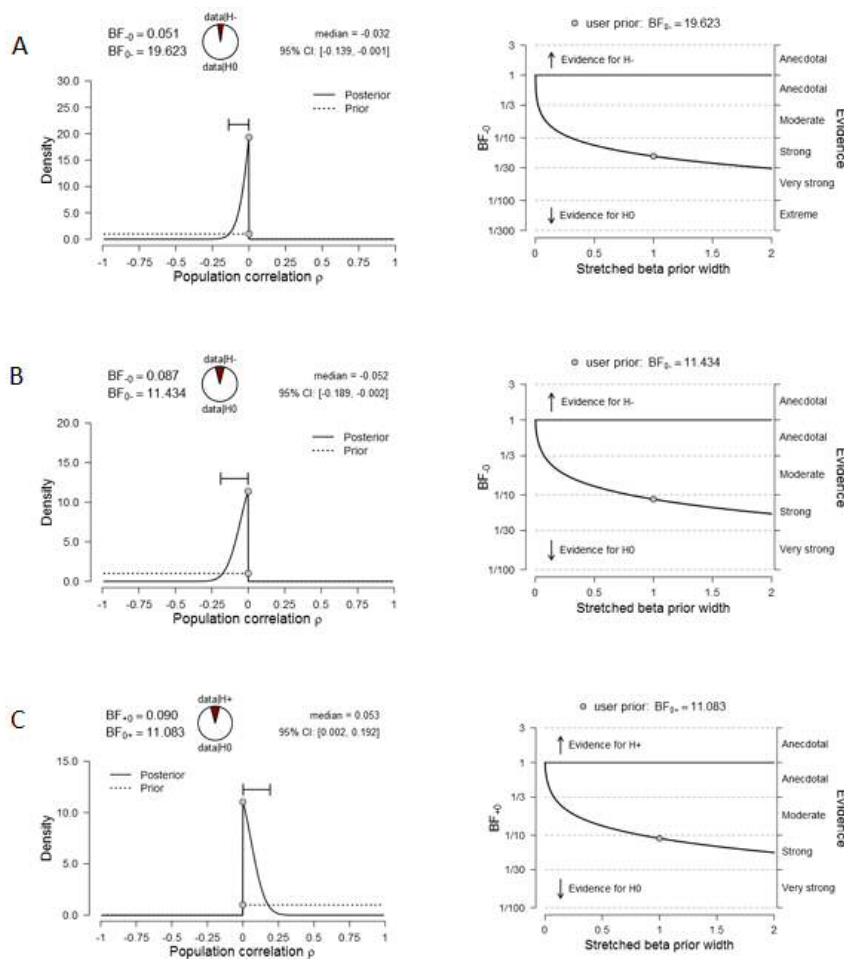 A
BF-0 = 0.051
BF0- = 19.623
data|H-
data|H0
median = -0.032
95% CI: [-0.139, -0.001]
Posterior
Prior
30.0
25.0
20.0
15.0
10.0
5.0
0.0
Density
-1 -0.75 -0.5 -0.25 0 0.25 0.5 0.75 1
Population correlation ρ
user prior: BF0- = 19.623
3
1
1/3
1/10
1/30
1/100
1/300
BF-0
Evidence for H-
Evidence for H0
Anecdotal
Anecdotal
Moderate
Strong
Very strong
Extreme
Evidence
0 0.5 1 1.5 2
Stretched beta prior width
B
BF-0 = 0.087
BF0- = 11.434
data|H-
data|H0
median = -0.052
95% CI: [-0.189, -0.002]
Posterior
Prior
20.0
15.0
10.0
5.0
0.0
Density
-1 -0.75 -0.5 -0.25 0 0.25 0.5 0.75 1
Population correlation ρ
user prior: BF0- = 11.434
3
1
1/3
1/10
1/30
1/100
BF-0
Evidence for H-
Evidence for H0
Anecdotal
Anecdotal
Moderate
Strong
Very strong
Evidence
0 0.5 1 1.5 2
Stretched beta prior width
C
BF+0 = 0.090
BF0+ = 11.083
data|H+
data|H0
median = 0.053
95% CI: [0.002, 0.192]
Posterior
Prior
15.0
10.0
5.0
0.0
Density
-1 -0.75 -0.5 -0.25 0 0.25 0.5 0.75 1
Population correlation ρ
user prior: BF0+ = 11.083
3
1
1/3
1/10
1/30
1/100
BF+0
Evidence for H+
Evidence for H0
Anecdotal
Anecdotal
Moderate
Strong
Very strong
Evidence
0 0.5 1 1.5 2
Stretched beta prior width